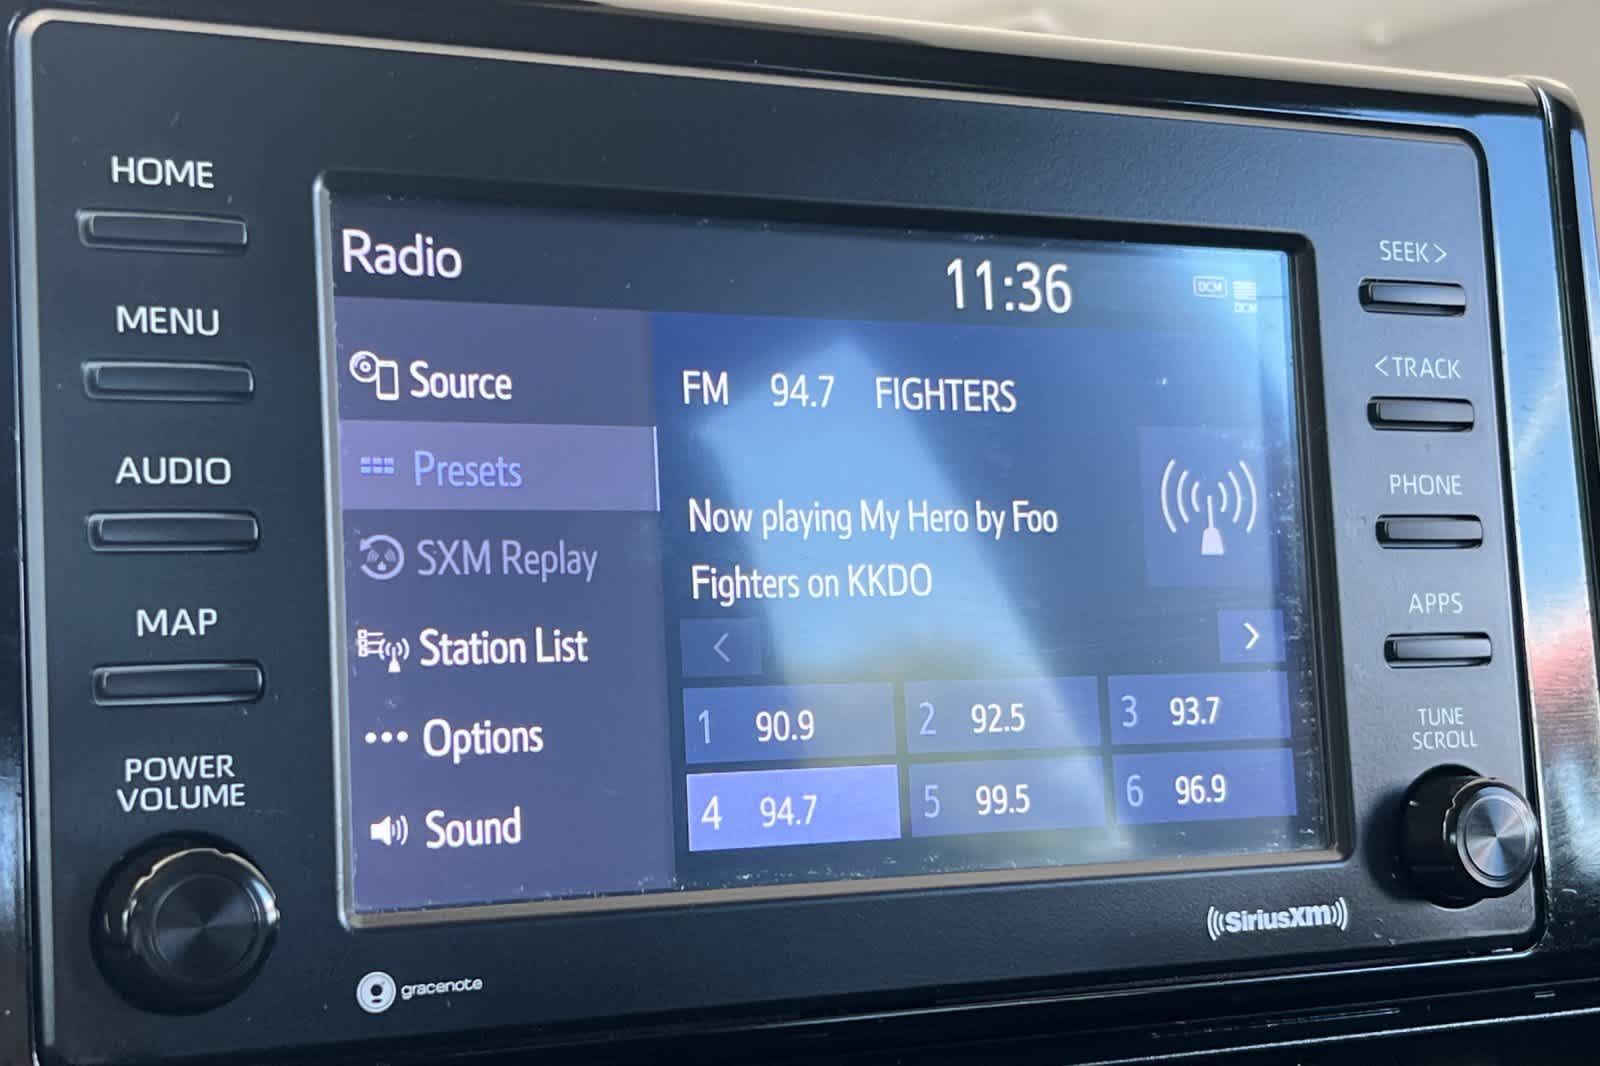 HOME
MENU
AUDIO
MAP
POWER
VOLUME
Radio
11:36
DCM
DCM
Source
Presets
SXM Replay
Station List
Options
Sound
FM 94.7 FIGHTERS
Now playing My Hero by Foo
Fighters on KKDO
<
>
1 90.9
2 92.5
3 93.7
4 94.7
5 99.5
6 96.9
SEEK >
< TRACK
PHONE
APPS
TUNE
SCROLL
gracenote
((SiriusXM))